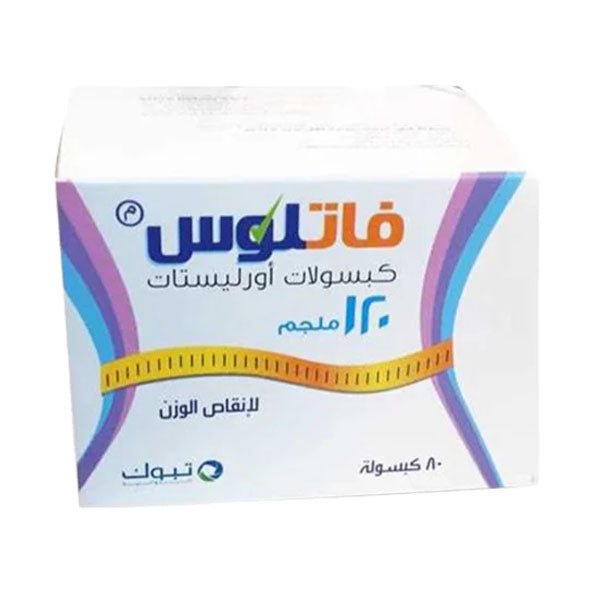 فاتلوس م
كبسولات أورليستات
١٢٠ ملجم
لإنقاص الوزن
٨٠ كبسولة
تبوك